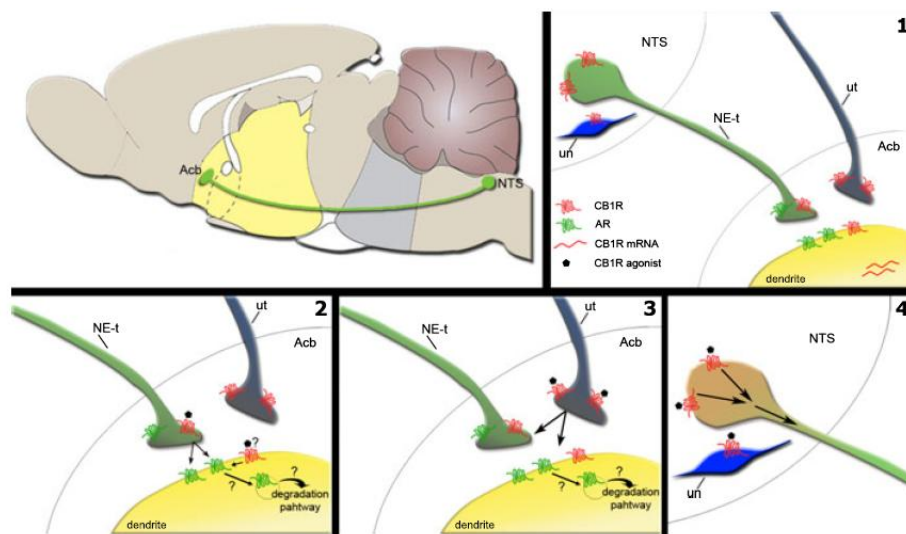 Acb
NTS
1
NTS
ut
NE-t
Acb
un
CB1R
AR
CB1R mRNA
CB1R agonist
dendrite
2
ut
NE-t
Acb
?
?
?
degradation
pahtway
dendrite
3
ut
NE-t
Acb
?
?
degradation
pahtway
dendrite
4
NTS
un